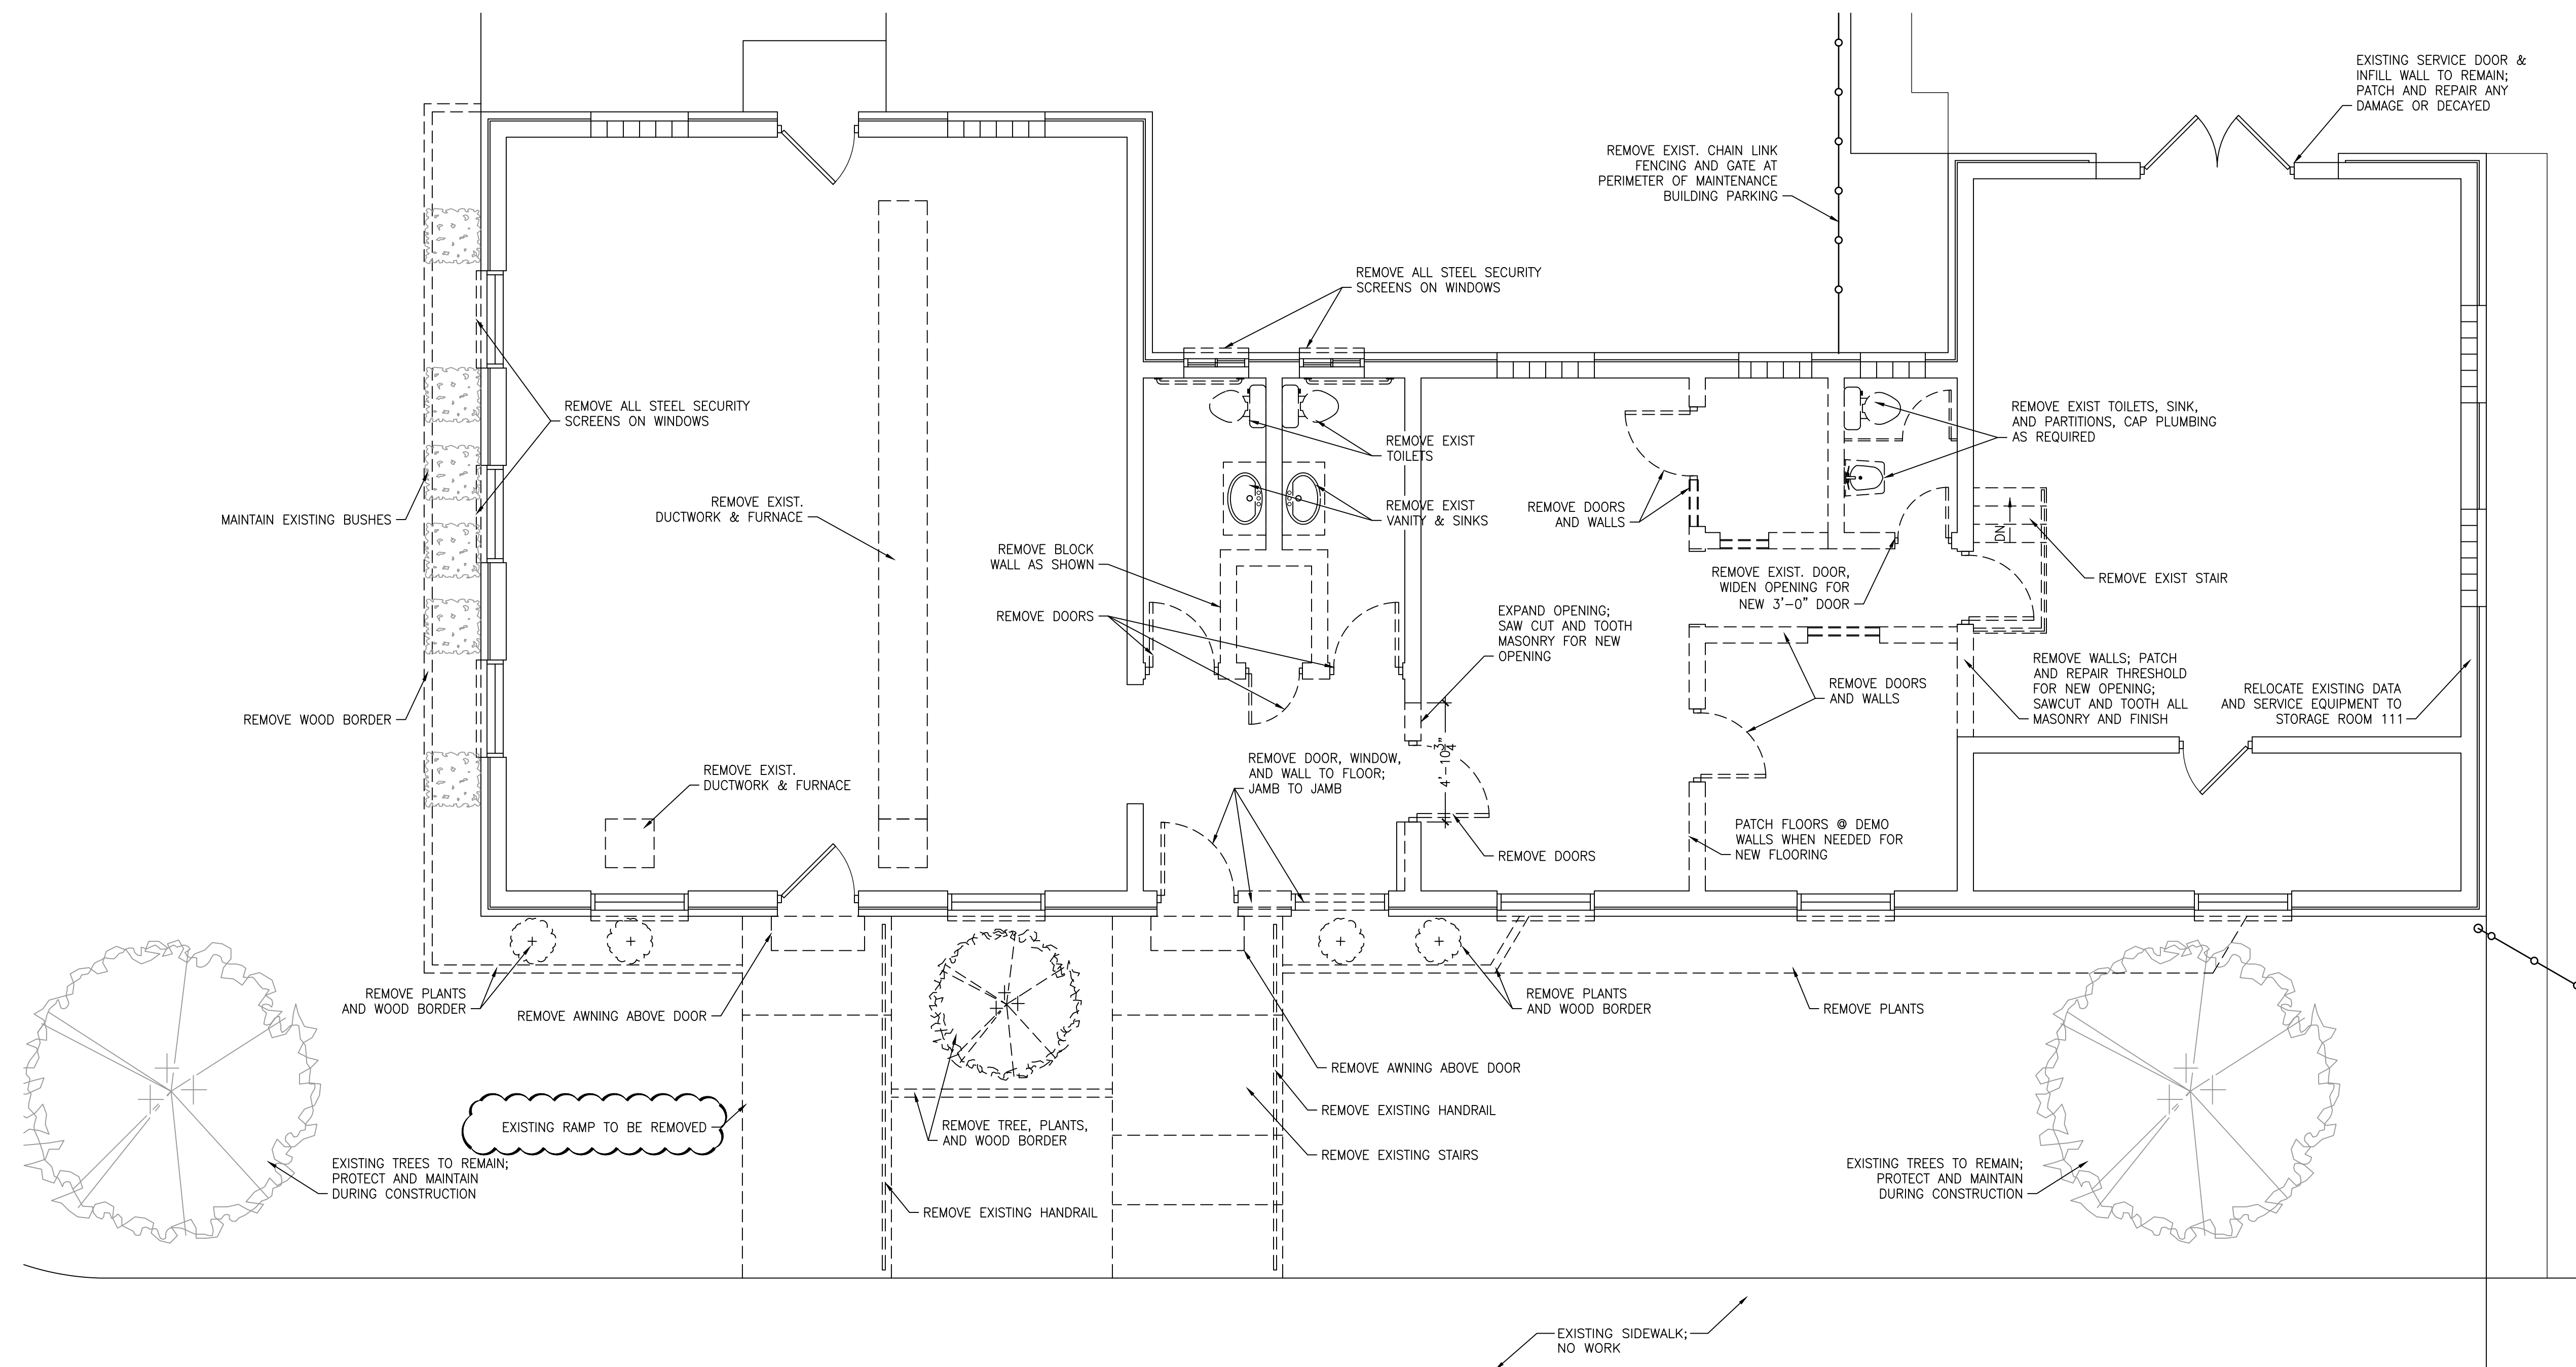 EXISTING SERVICE DOOR &
INFILL WALL TO REMAIN;
PATCH AND REPAIR ANY
DAMAGE OR DECAYED
REMOVE EXIST. CHAIN LINK
FENCING AND GATE AT
PERIMETER OF MAINTENANCE
BUILDING PARKING
REMOVE ALL STEEL SECURITY
SCREENS ON WINDOWS
REMOVE ALL STEEL SECURITY
SCREENS ON WINDOWS
REMOVE EXIST
TOILETS
REMOVE EXIST TOILETS, SINK,
AND PARTITIONS, CAP PLUMBING
AS REQUIRED
MAINTAIN EXISTING BUSHES
REMOVE EXIST.
DUCTWORK & FURNACE
REMOVE EXIST
VANITY & SINKS
REMOVE DOORS
AND WALLS
DN
REMOVE BLOCK
WALL AS SHOWN
REMOVE EXIST. DOOR,
WIDEN OPENING FOR
NEW 3'-0" DOOR
REMOVE EXIST STAIR
REMOVE DOORS
EXPAND OPENING;
SAW CUT AND TOOTH
MASONRY FOR NEW
OPENING
REMOVE WOOD BORDER
REMOVE DOORS
AND WALLS
REMOVE WALLS; PATCH
AND REPAIR THRESHOLD
FOR NEW OPENING;
SAWCUT AND TOOTH ALL
MASONRY AND FINISH
RELOCATE EXISTING DATA
AND SERVICE EQUIPMENT TO
STORAGE ROOM 111
REMOVE EXIST.
DUCTWORK & FURNACE
REMOVE DOOR, WINDOW,
AND WALL TO FLOOR;
JAMB TO JAMB
4'-10 3/4"
REMOVE DOORS
PATCH FLOORS @ DEMO
WALLS WHEN NEEDED FOR
NEW FLOORING
REMOVE PLANTS
AND WOOD BORDER
REMOVE AWNING ABOVE DOOR
REMOVE PLANTS
AND WOOD BORDER
REMOVE PLANTS
REMOVE AWNING ABOVE DOOR
REMOVE EXISTING HANDRAIL
EXISTING RAMP TO BE REMOVED
REMOVE TREE, PLANTS,
AND WOOD BORDER
REMOVE EXISTING STAIRS
EXISTING TREES TO REMAIN;
PROTECT AND MAINTAIN
DURING CONSTRUCTION
EXISTING TREES TO REMAIN;
PROTECT AND MAINTAIN
DURING CONSTRUCTION
REMOVE EXISTING HANDRAIL
EXISTING SIDEWALK;
NO WORK